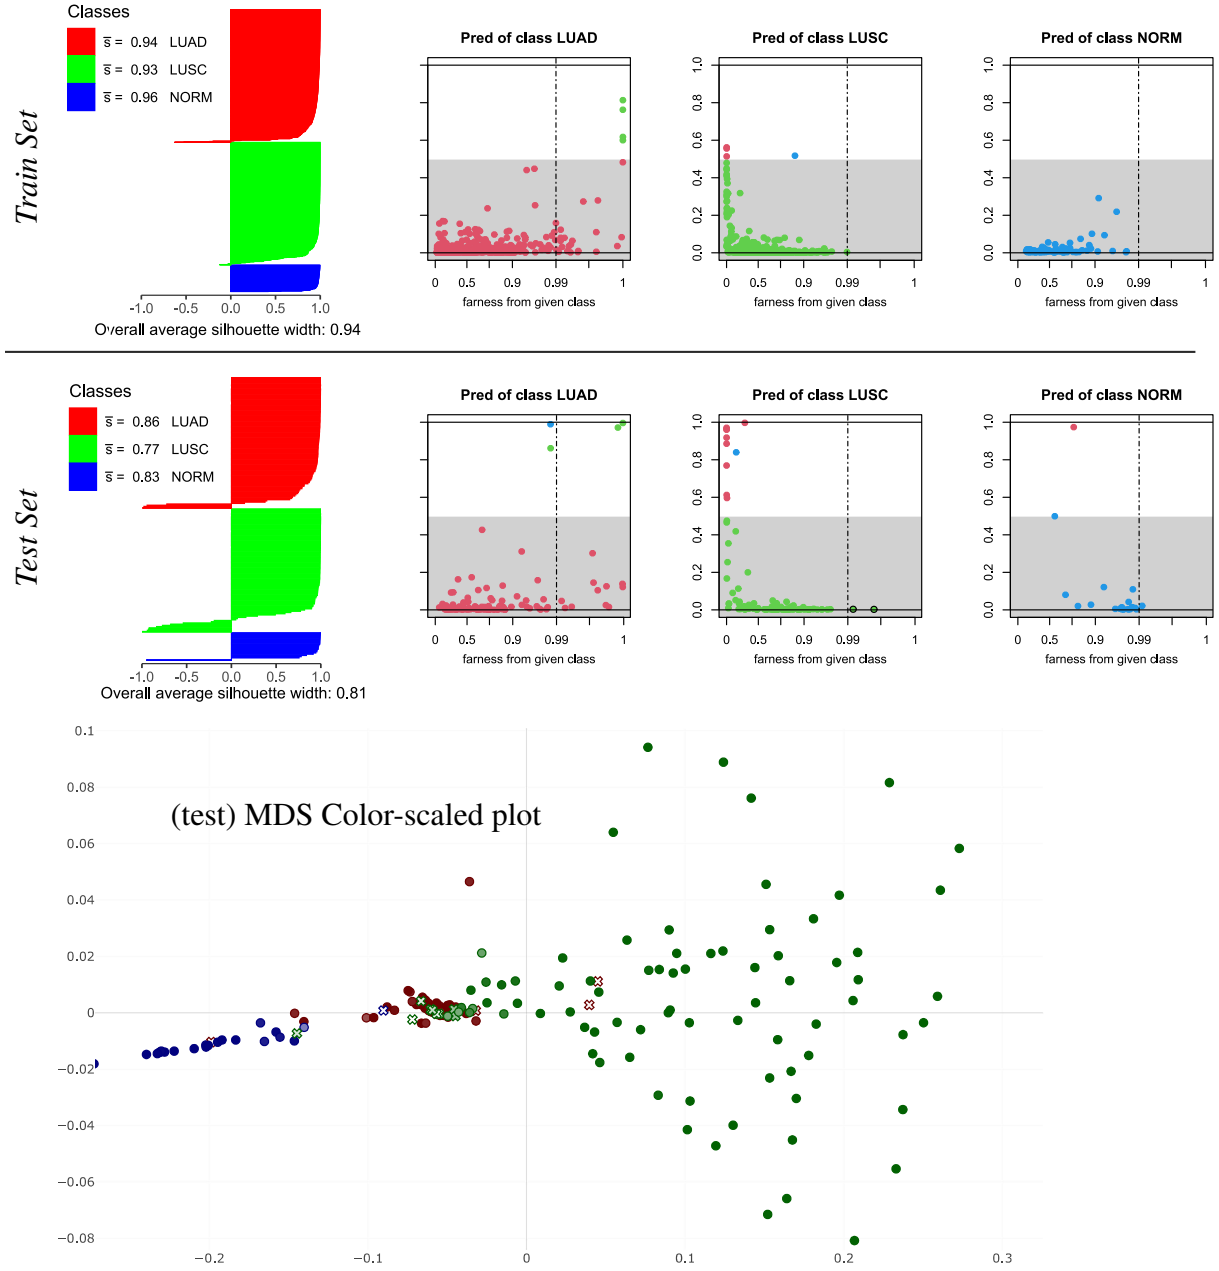 Train Set
Classes
s̅ = 0.94 LUAD
s̅ = 0.93 LUSC
s̅ = 0.96 NORM
-1.0 -0.5 0.0 0.5 1.0
Overall average silhouette width: 0.94
Pred of class LUAD
0 0.5 0.9 0.99 1
farness from given class
Pred of class LUSC
1.0
0.8
0.6
0.4
0.2
0.0
0 0.5 0.9 0.99 1
farness from given class
Pred of class NORM
1.0
0.8
0.6
0.4
0.2
0.0
0 0.5 0.9 0.99 1
farness from given class
Test Set
Classes
s̅ = 0.86 LUAD
s̅ = 0.77 LUSC
s̅ = 0.83 NORM
-1.0 -0.5 0.0 0.5 1.0
Overall average silhouette width: 0.81
Pred of class LUAD
0 0.5 0.9 0.99 1
farness from given class
Pred of class LUSC
1.0
0.8
0.6
0.4
0.2
0.0
0 0.5 0.9 0.99 1
farness from given class
Pred of class NORM
1.0
0.8
0.6
0.4
0.2
0.0
0 0.5 0.9 0.99 1
farness from given class
(test) MDS Color-scaled plot
0.1
0.08
0.06
0.04
0.02
0
−0.02
−0.04
−0.06
−0.08
−0.2 −0.1 0 0.1 0.2 0.3